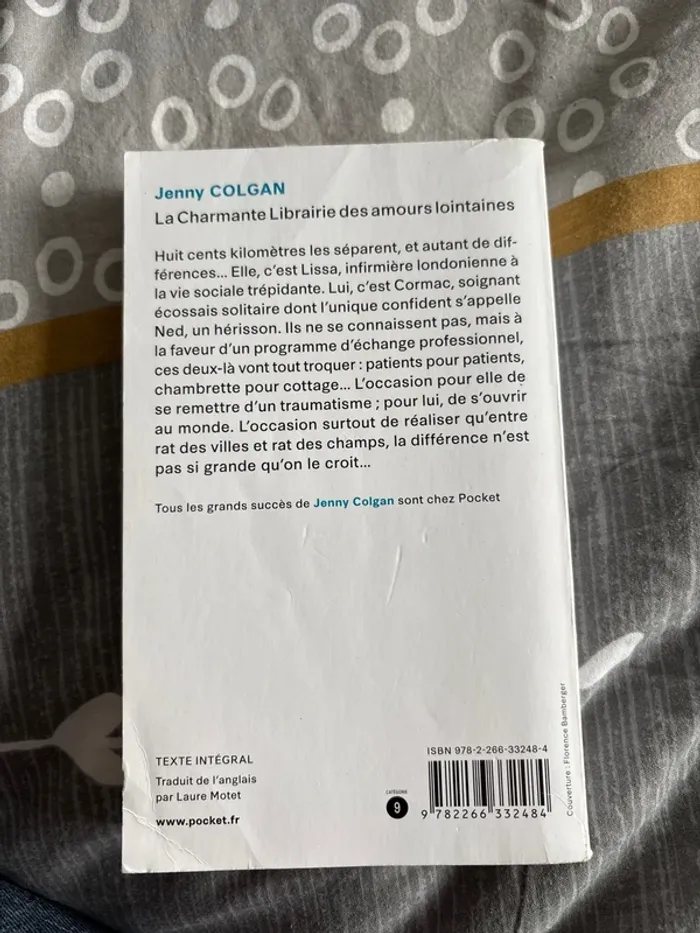 Jenny COLGAN
La Charmante Librairie des amours lointaines
Huit cents kilomètres les séparent, et autant de dif-
férences... Elle, c'est Lissa, infirmière londonienne à
la vie sociale trépidante. Lui, c'est Cormac, soignant
écossais solitaire dont l'unique confident s'appelle
Ned, un hérisson. Ils ne se connaissent pas, mais à
la faveur d'un programme d'échange professionnel,
ces deux-là vont tout troquer : patients pour patients,
chambrette pour cottage... L'occasion pour elle de
se remettre d'un traumatisme ; pour lui, de s'ouvrir
au monde. L'occasion surtout de réaliser qu'entre
rat des villes et rat des champs, la différence n'est
pas si grande qu'on le croit...
Tous les grands succès de Jenny Colgan sont chez Pocket
TEXTE INTÉGRAL
Traduit de l'anglais
par Laure Motet
www.pocket.fr
CATÉGORIE
9
ISBN 978-2-266-33248-4
9 782266 332484
Couverture : Florence Bamberger